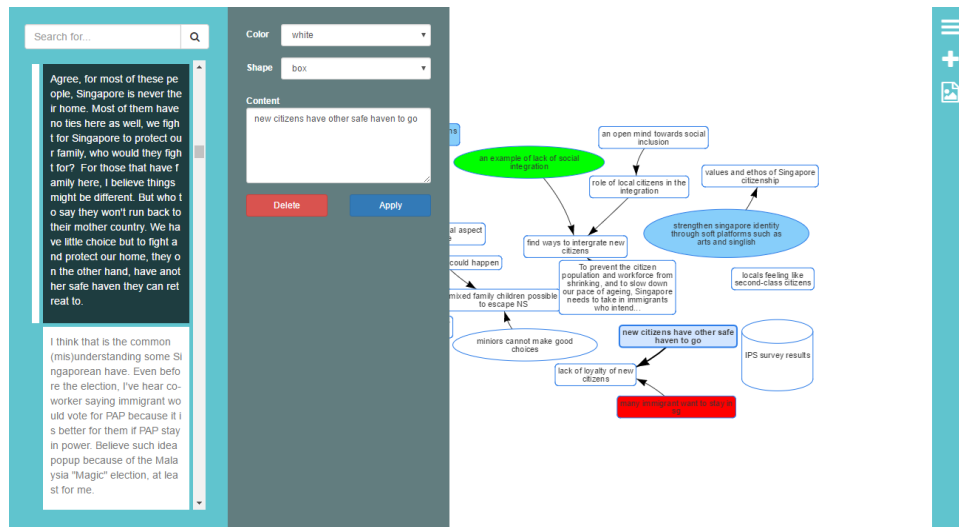 Search for...
Agree, for most of these pe
ople, Singapore is never the
ir home. Most of them have
no ties here as well, we figh
t for Singapore to protect ou
r family, who would they figh
t for?  For those that have f
amily here, I believe things
might be different. But who t
o say they won't run back to
their mother country. We ha
ve little choice but to fight a
nd protect our home, they o
n the other hand, have anot
her safe haven they can ret
reat to.
I think that is the common
(mis)understanding some Si
ngaporean have. Even befo
re the election, I've hear co-
worker saying immigrant wo
uld vote for PAP because it i
s better for them if PAP stay
in power. Believe such idea
popup because of the Mala
ysia "Magic" election, at lea
st for me.
Color
white
Shape
box
Content
new citizens have other safe haven to go
Delete
Apply
an open mind towards social
inclusion
an example of lack of social
integration
role of local citizens in the
integration
values and ethos of Singapore
citizenship
strengthen singapore identity
through soft platforms such as
arts and singlish
al aspect
find ways to intergrate new
citizens
could happen
To prevent the citizen
population and workforce from
shrinking, and to slow down
our pace of ageing, Singapore
needs to take in immigrants
who intend...
locals feeling like
second-class citizens
mixed family children possible
to escape NS
miniors cannot make good
choices
new citizens have other safe
haven to go
IPS survey results
lack of loyalty of new
citizens
many immigrant want to stay in
sg